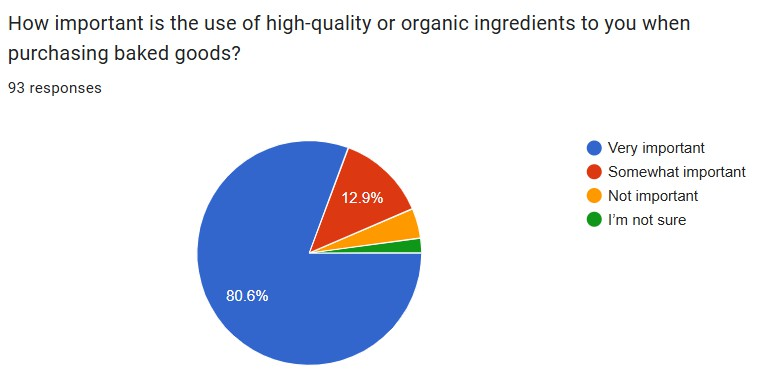 How important is the use of high-quality or organic ingredients to you when
purchasing baked goods?
93 responses
Very important
Somewhat important
Not important
I'm not sure
12.9%
80.6%